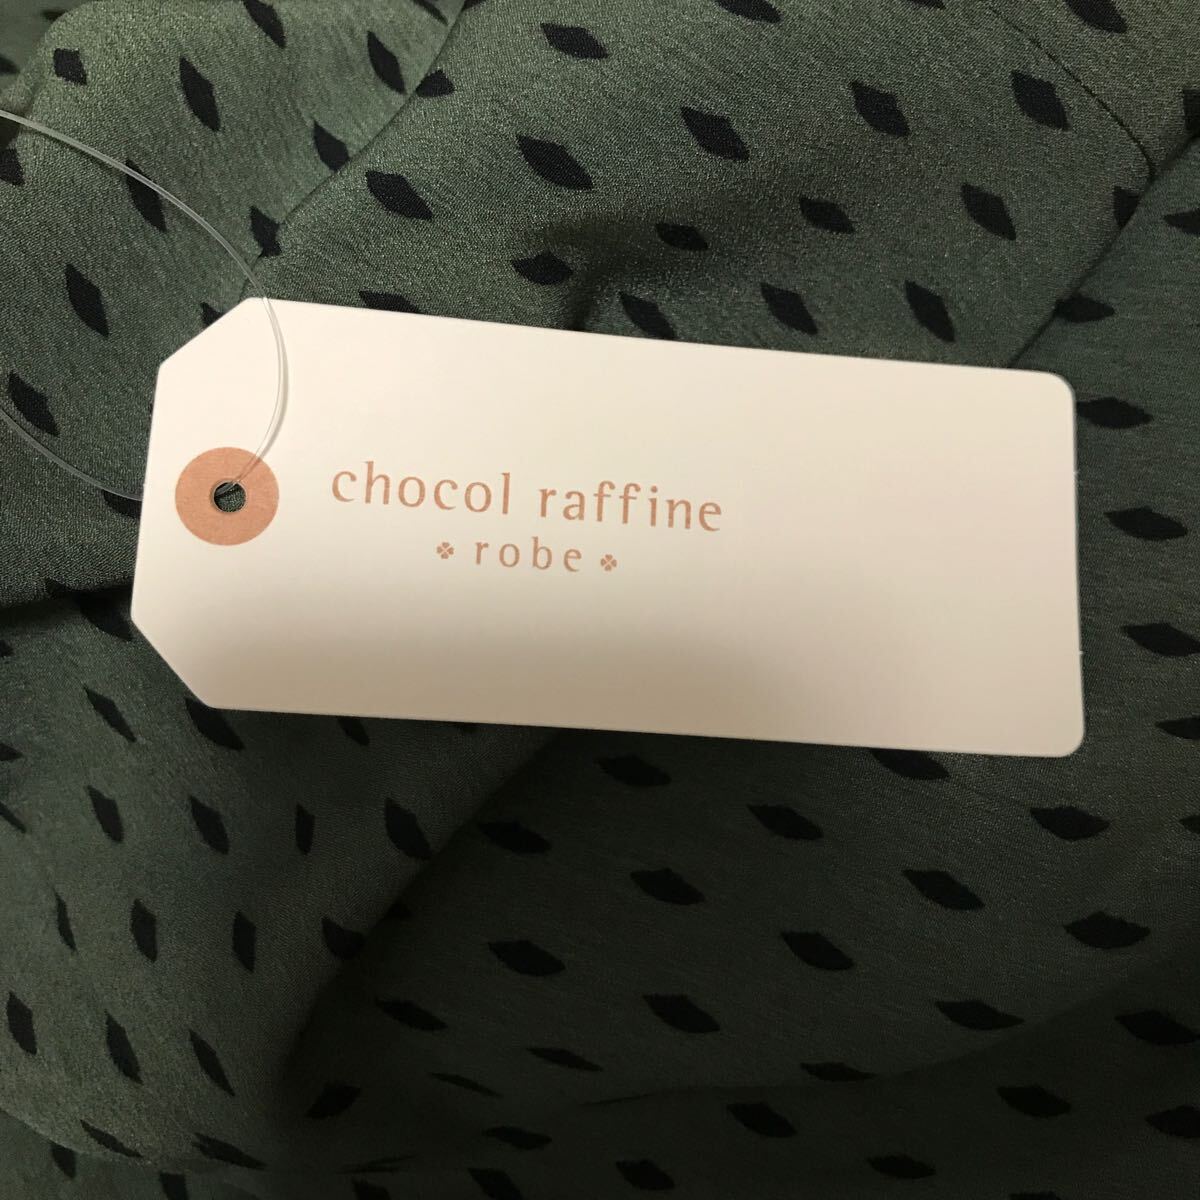 chocol raffine
robe